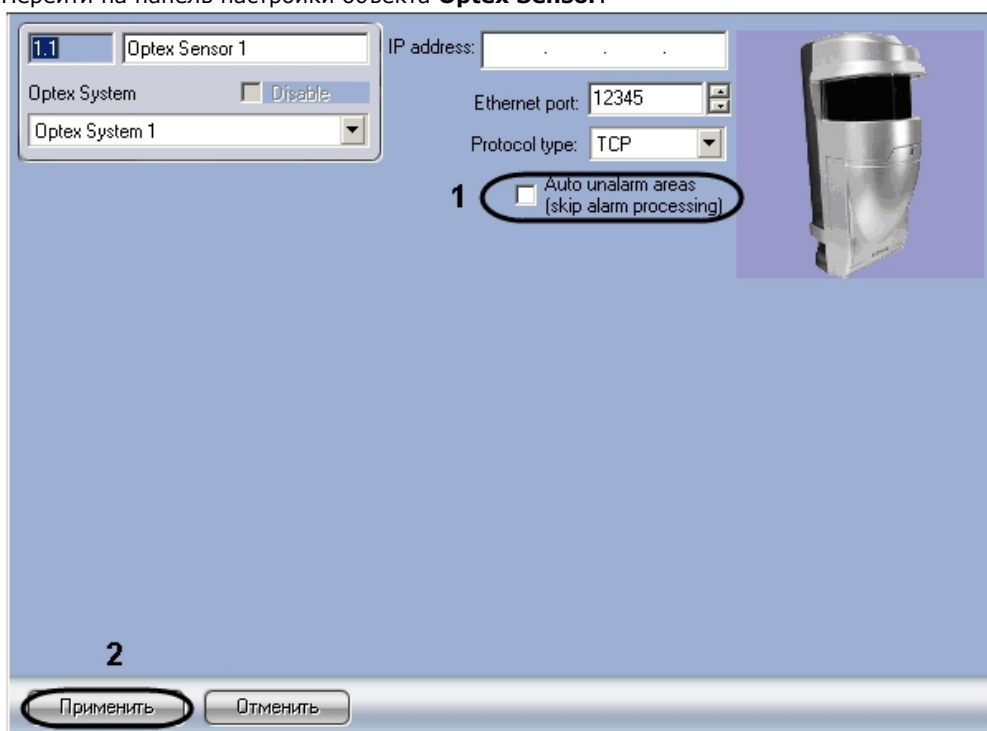 Перейти на панель настройки объекта Optex Sensor.
1.1 Optex Sensor 1
Optex System Disable
Optex System 1
IP address: . . .
Ethernet port: 12345
Protocol type: TCP
1
Auto unalarm areas
(skip alarm processing)
2
Применить Отменить